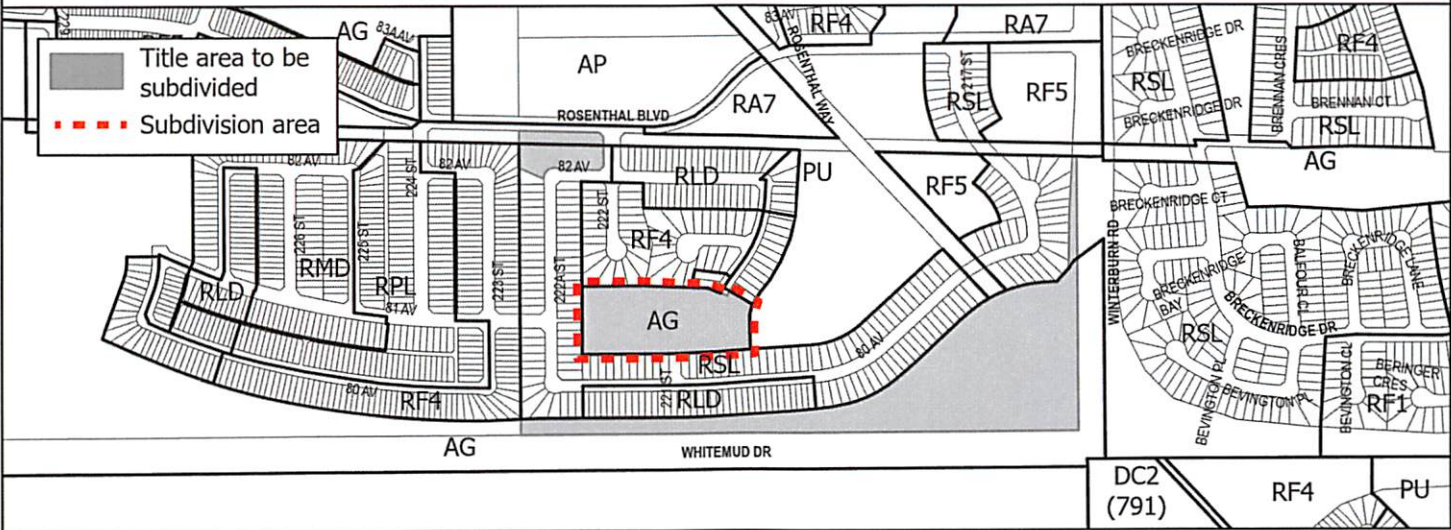 Title area to be
subdivided
Subdivision area
AG
83A AV
83 AV
RF4
RA7
AP
ROSENTHAL WAY
RA7
ROSENTHAL BLVD
217 ST
RSL
RF5
BRECKENRIDGE DR
RSL
BRECKENRIDGE DR
BRENNAN CRES
RF4
BRENNAN CT
RSL
AG
82 AV
224 ST
82 AV
82 AV
RLD
PU
RF5
BRECKENRIDGE CT
226 ST
225 ST
222 ST
RF4
RMD
RPL
RLD
223 ST
222A ST
81 AV
AG
RSL
80 AV
221 ST
RLD
80 AV
RF4
WINTERBURN RD
BRECKENRIDGE
BAY
BALFOUR CL
BRECKENRIDGE LANE
BRECKENRIDGE DR
RSL
BEVINGTON PL
BEVINGTON PL
BEVINGTON CL
BERINGER
CRES
RF1
AG
WHITEMUD DR
DC2
(791)
RF4
PU